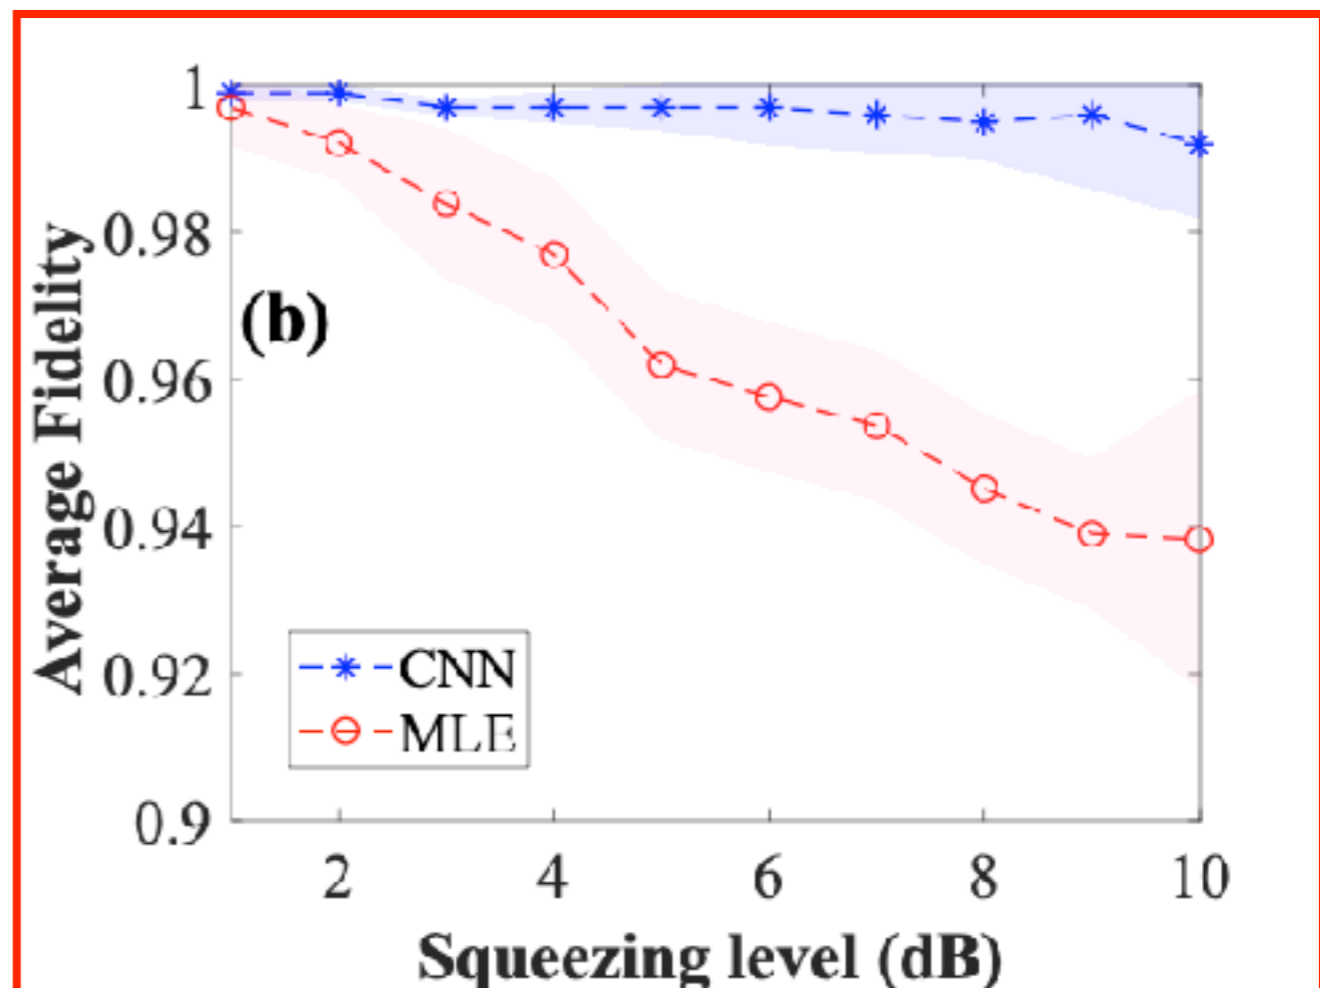 1
0.98
0.96
0.94
0.92
0.9
Average Fidelity
(b)
CNN
MLE
2 4 6 8 10
Squeezing level (dB)